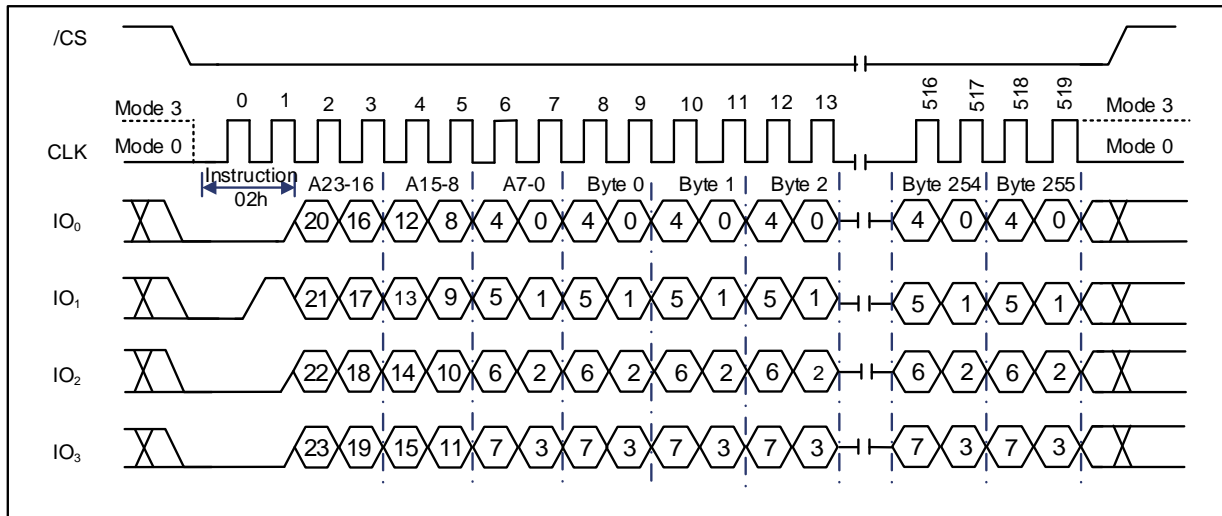 /CS
0 1 2 3 4 5 6 7 8 9 10 11 12 13 516 517 518 519
Mode 3 Mode 3
CLK Mode 0 Mode 0
Instruction A23-16 A15-8 A7-0 Byte 0 Byte 1 Byte 2 Byte 254 Byte 255
02h
IO0 20 16 12 8 4 0 4 0 4 0 4 0 4 0 4 0
IO1 21 17 13 9 5 1 5 1 5 1 5 1 5 1 5 1
IO2 22 18 14 10 6 2 6 2 6 2 6 2 6 2 6 2
IO3 23 19 15 11 7 3 7 3 7 3 7 3 7 3 7 3